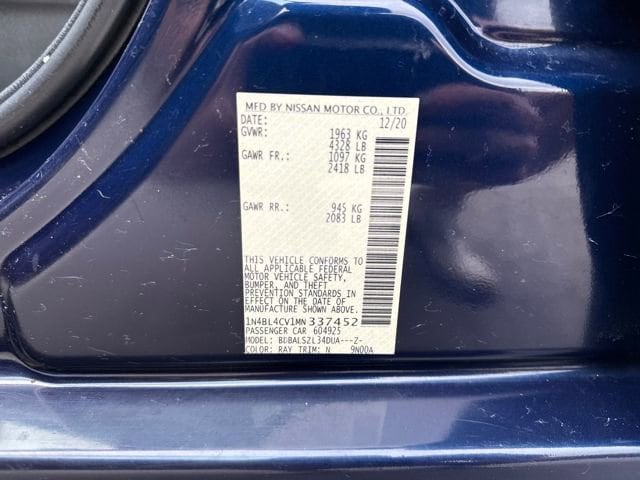 MFD BY NISSAN MOTOR CO., LTD.
DATE: 12/20
GVWR: 1963 KG
4328 LB
GAWR FR.: 1097 KG
2418 LB
GAWR RR.: 945 KG
2083 LB
THIS VEHICLE CONFORMS TO
ALL APPLICABLE FEDERAL
MOTOR VEHICLE SAFETY,
BUMPER, AND THEFT
PREVENTION STANDARDS IN
EFFECT ON THE DATE OF
MANUFACTURE SHOWN ABOVE.
1N4BL4CV1MN337452
PASSENGER CAR 604925
MODEL:
COLOR: RAY TRIM: N 9N00A